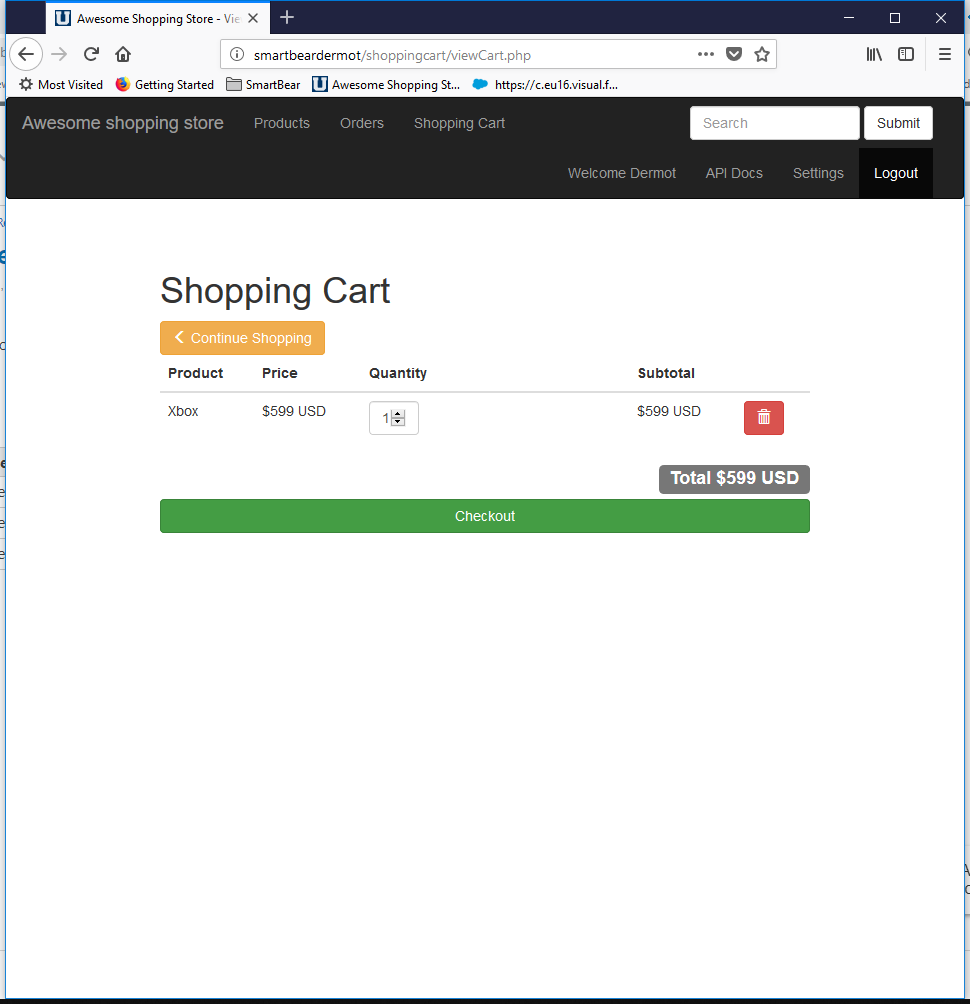 Awesome Shopping Store - Vie
smartbeardermot/shoppingcart/viewCart.php
Most Visited Getting Started SmartBear Awesome Shopping St... https://c.eu16.visual.f...
Awesome shopping store Products Orders Shopping Cart Search Submit
Welcome Dermot API Docs Settings Logout
Shopping Cart
Continue Shopping
Product Price Quantity Subtotal
Xbox $599 USD 1 $599 USD
Total $599 USD
Checkout